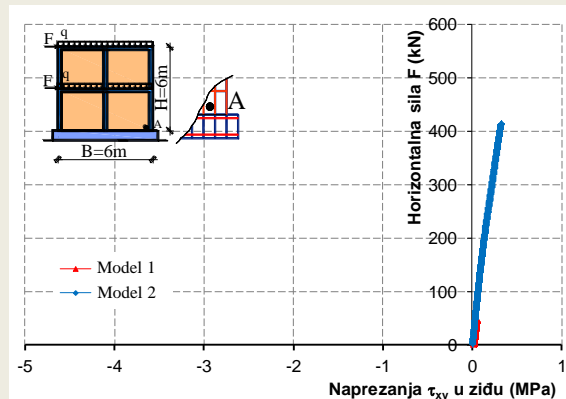 F q
F q
H=6m
A
B=6m
A
Model 1
Model 2
Horizontalna sila F (kN)
600
500
400
300
200
100
0
-5 -4 -3 -2 -1 0 1
Naprezanja τxy u ziđu (MPa)